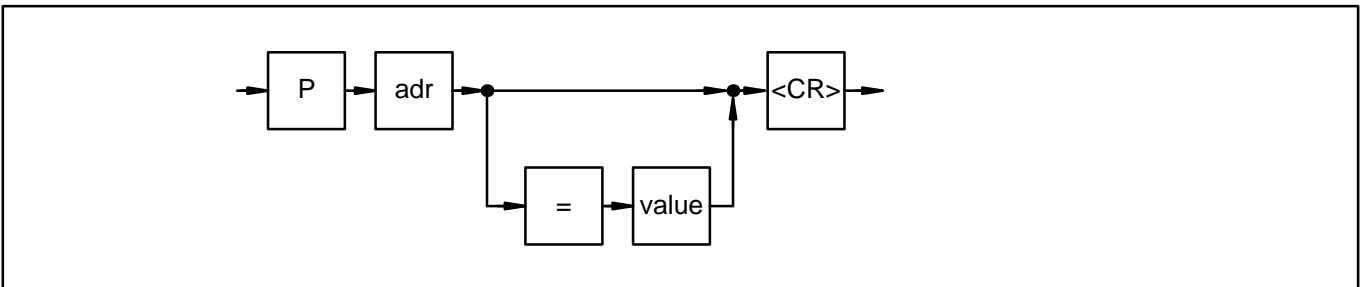 P adr <CR>
= value